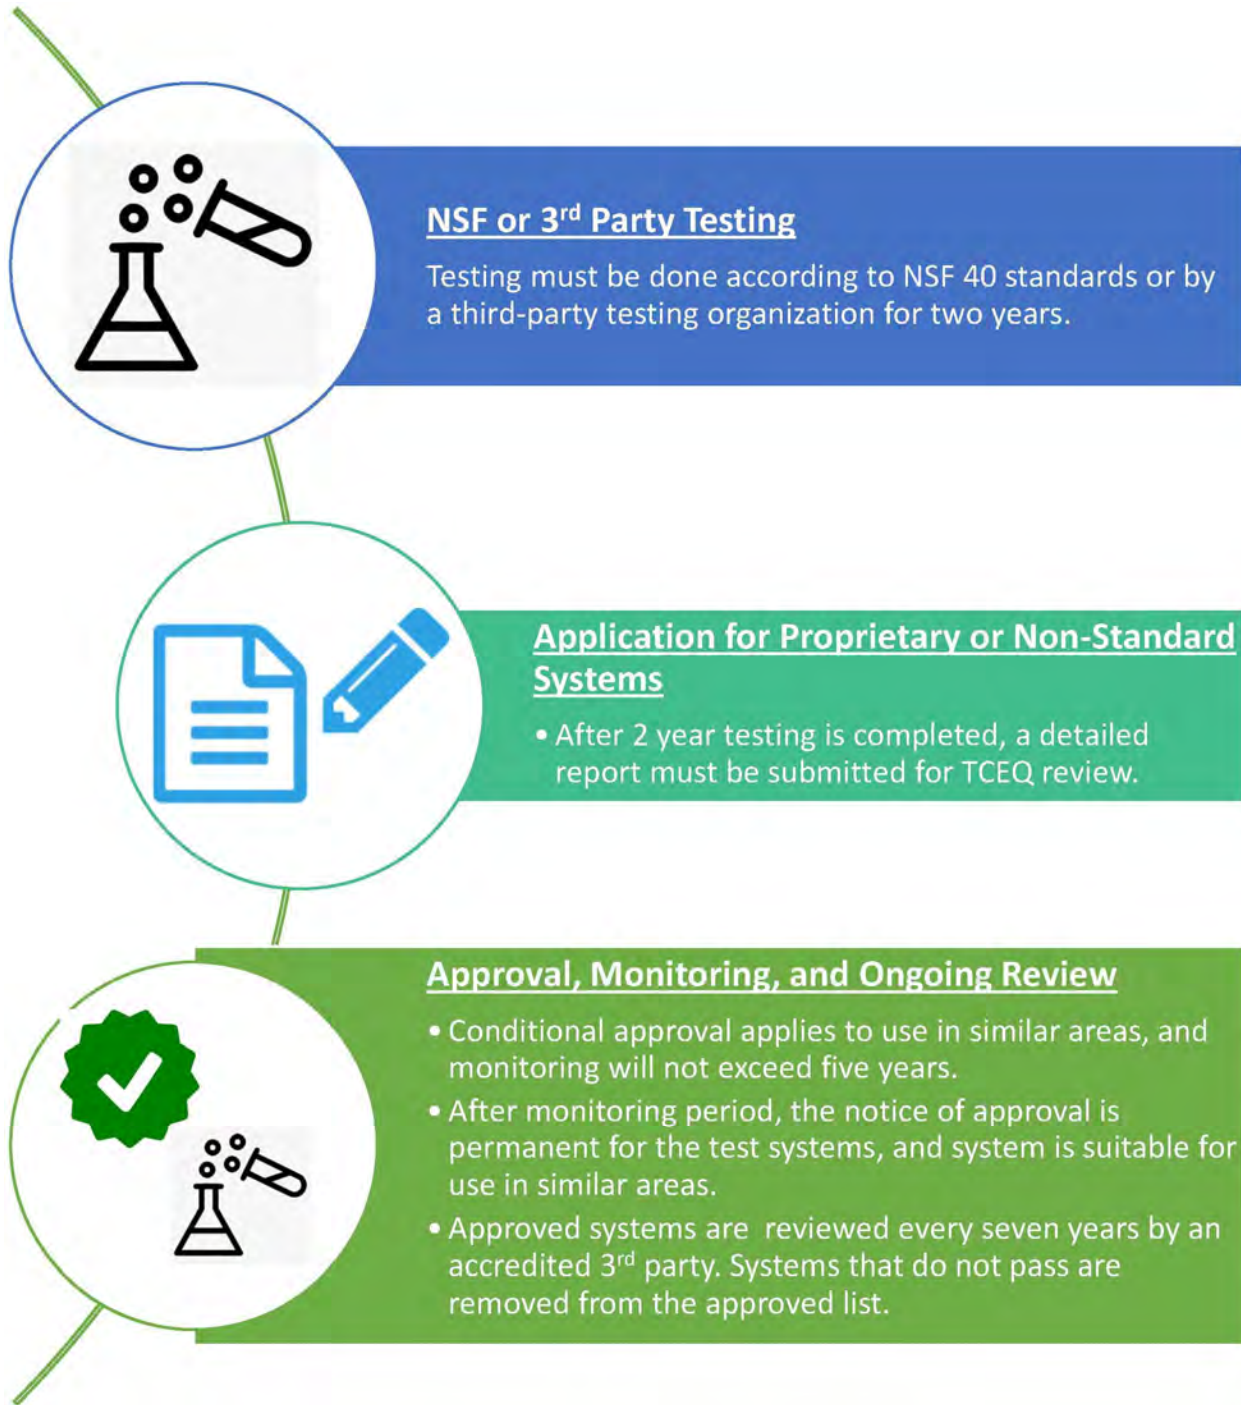 NSF or 3rd Party Testing
Testing must be done according to NSF 40 standards or by
a third-party testing organization for two years.
Application for Proprietary or Non-Standard
Systems
• After 2 year testing is completed, a detailed
report must be submitted for TCEQ review.
Approval, Monitoring, and Ongoing Review
• Conditional approval applies to use in similar areas, and
monitoring will not exceed five years.
• After monitoring period, the notice of approval is
permanent for the test systems, and system is suitable for
use in similar areas.
• Approved systems are  reviewed every seven years by an
accredited 3rd party. Systems that do not pass are
removed from the approved list.